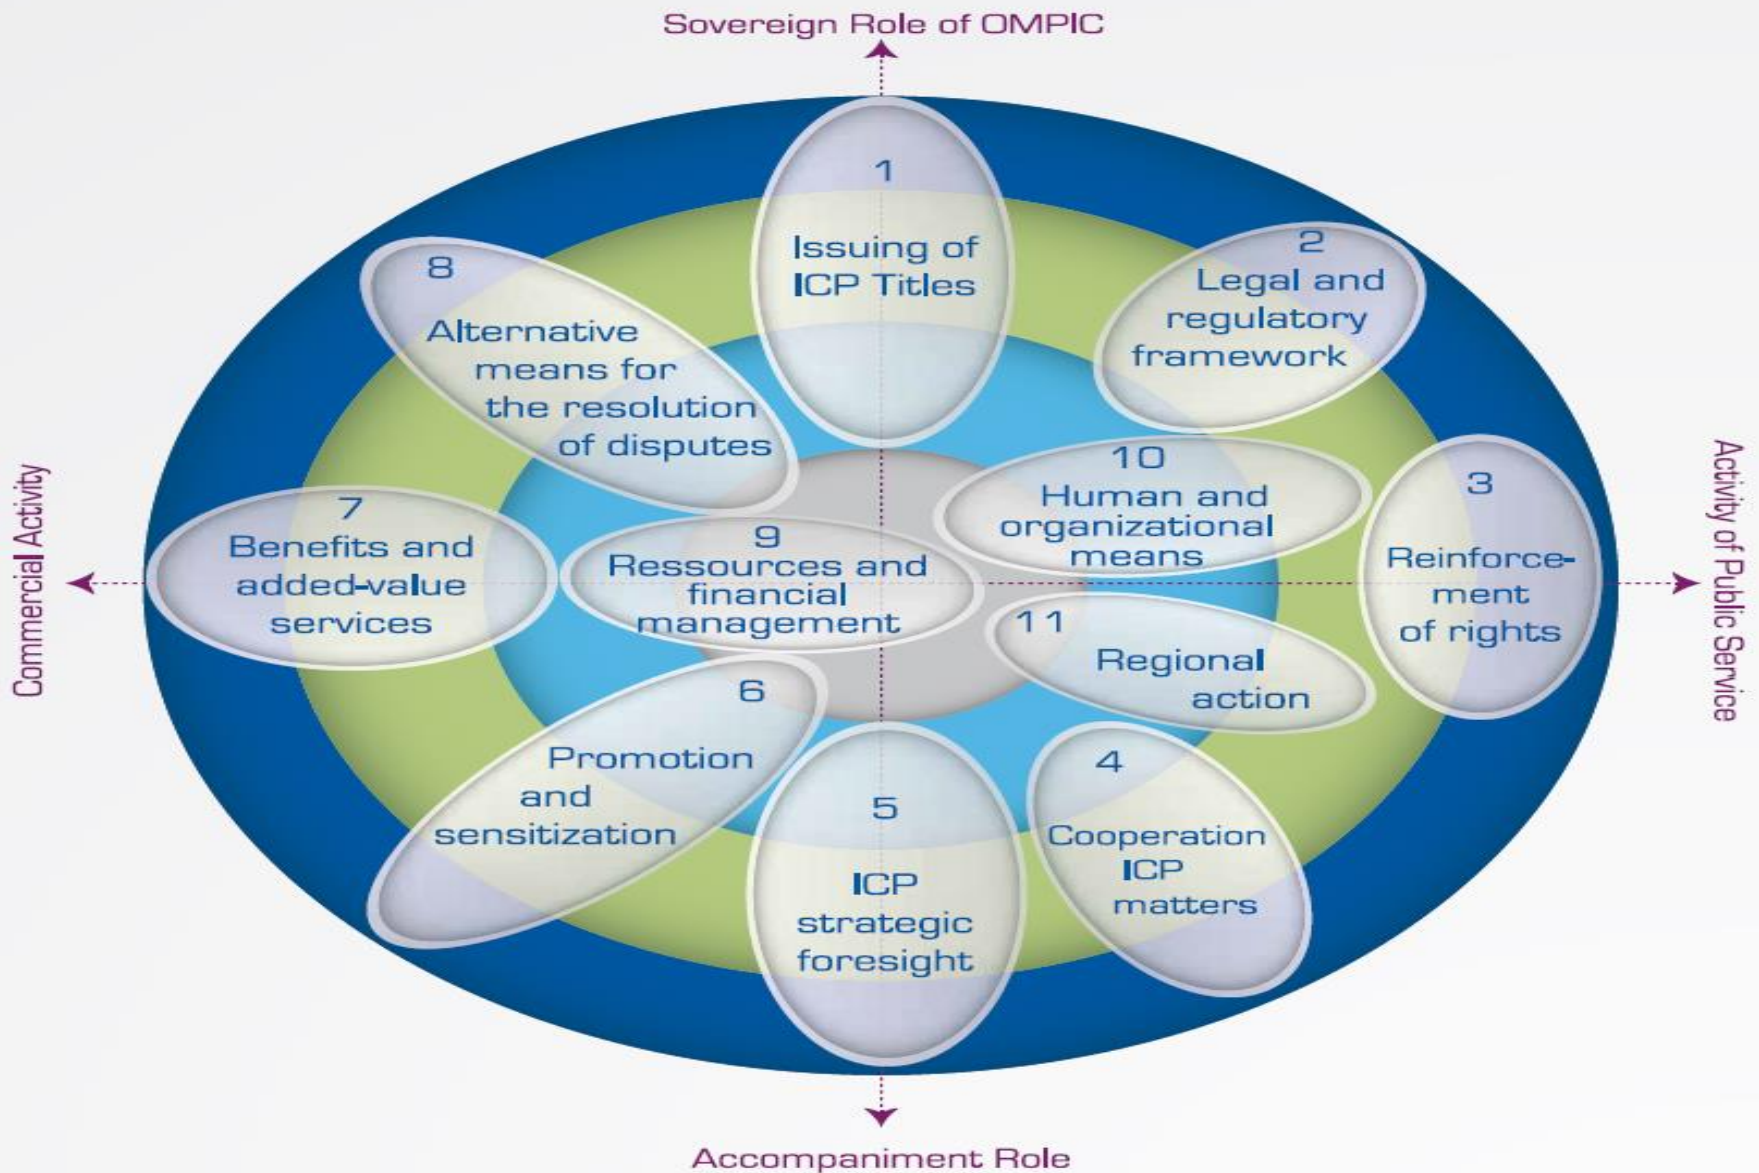 Sovereign Role of OMPIC
1
Issuing of
ICP Titles
2
Legal and
regulatory
framework
3
Reinforce-
ment
of rights
4
Cooperation
ICP
matters
5
ICP
strategic
foresight
6
Promotion
and
sensitization
7
Benefits and
added-value
services
8
Alternative
means for
the resolution
of disputes
9
Ressources and
financial
management
10
Human and
organizational
means
11
Regional
action
Commercial Activity
Activity of Public Service
Accompaniment Role